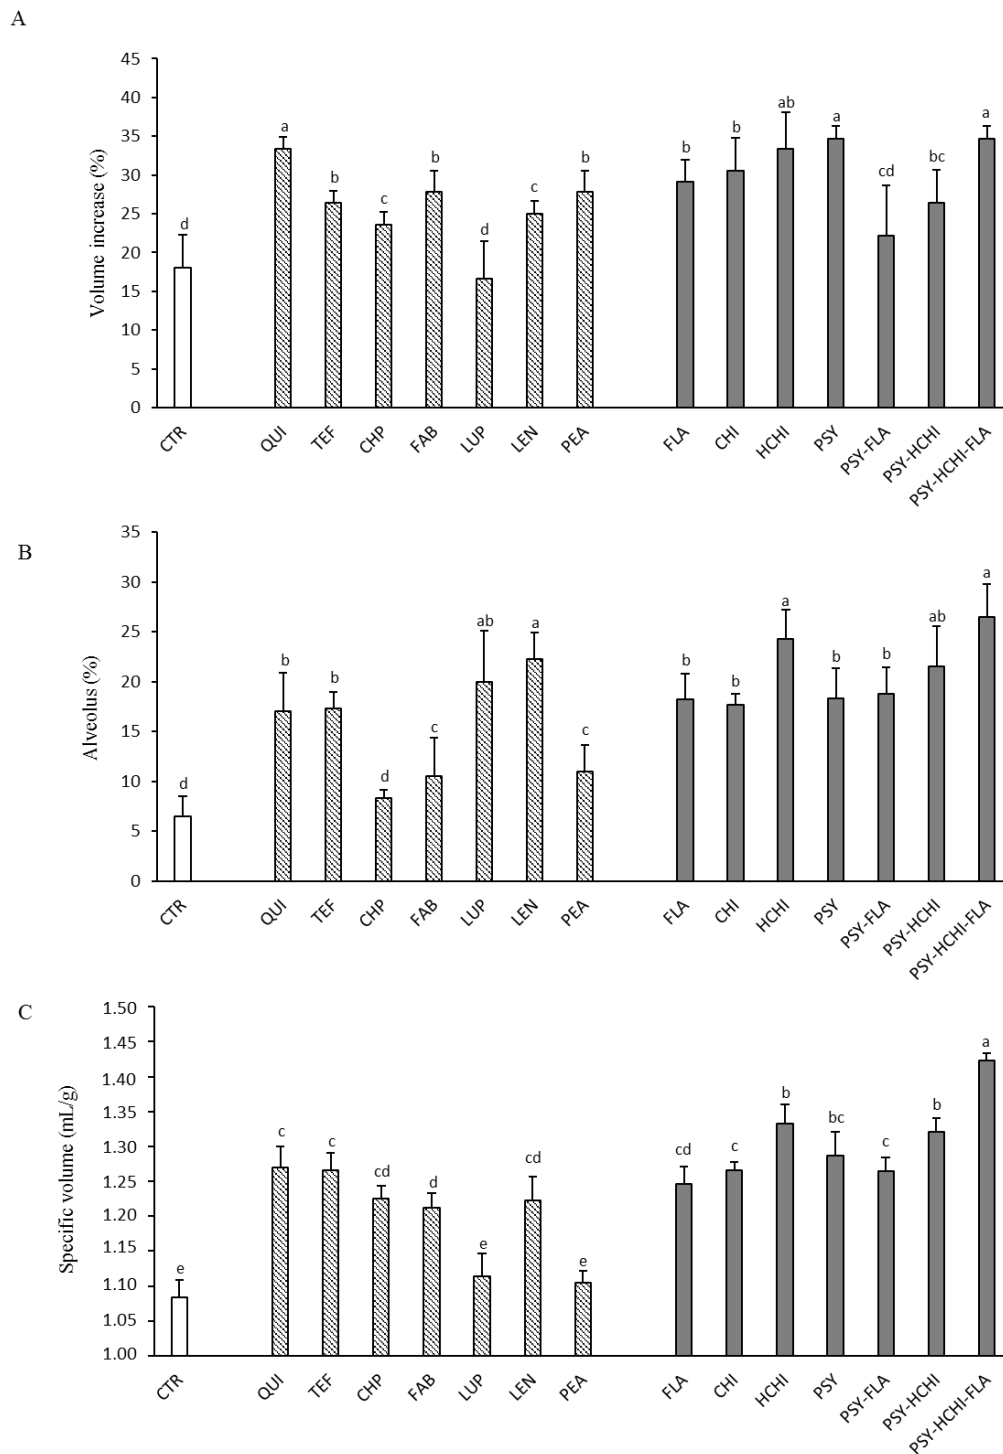 A
Volume increase (%)
45
40
35
30
25
20
15
10
5
0
d a b c b d c b b b ab a cd bc a
CTR QUI TEF CHP FAB LUP LEN PEA FLA CHI HCHI PSY PSY-FLA PSY-HCHI PSY-HCHI-FLA
B
Alveolus (%)
35
30
25
20
15
10
5
0
d b b d c ab a c b b a b b ab a
CTR QUI TEF CHP FAB LUP LEN PEA FLA CHI HCHI PSY PSY-FLA PSY-HCHI PSY-HCHI-FLA
C
Specific volume (mL/g)
1.50
1.45
1.40
1.35
1.30
1.25
1.20
1.15
1.10
1.05
1.00
e c c cd d e cd e cd c b bc c b a
CTR QUI TEF CHP FAB LUP LEN PEA FLA CHI HCHI PSY PSY-FLA PSY-HCHI PSY-HCHI-FLA